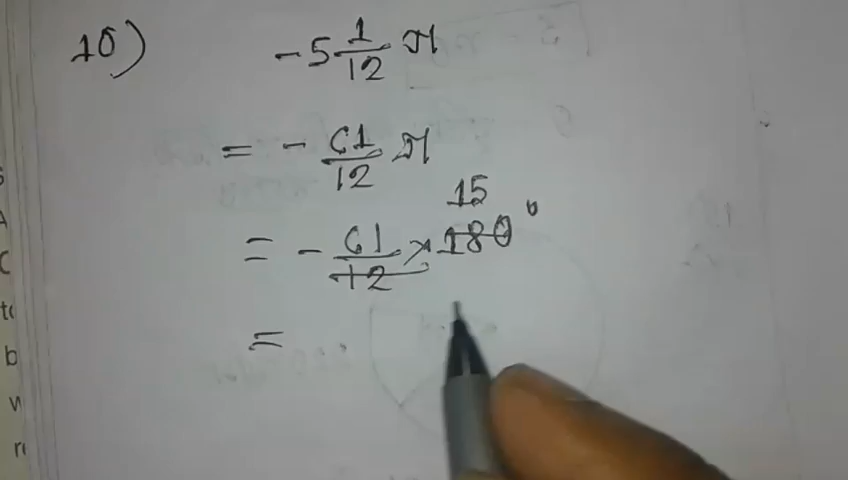 10) -5 1/12 π
= - 61/12 π
15
= - 61/12 × 180°
=